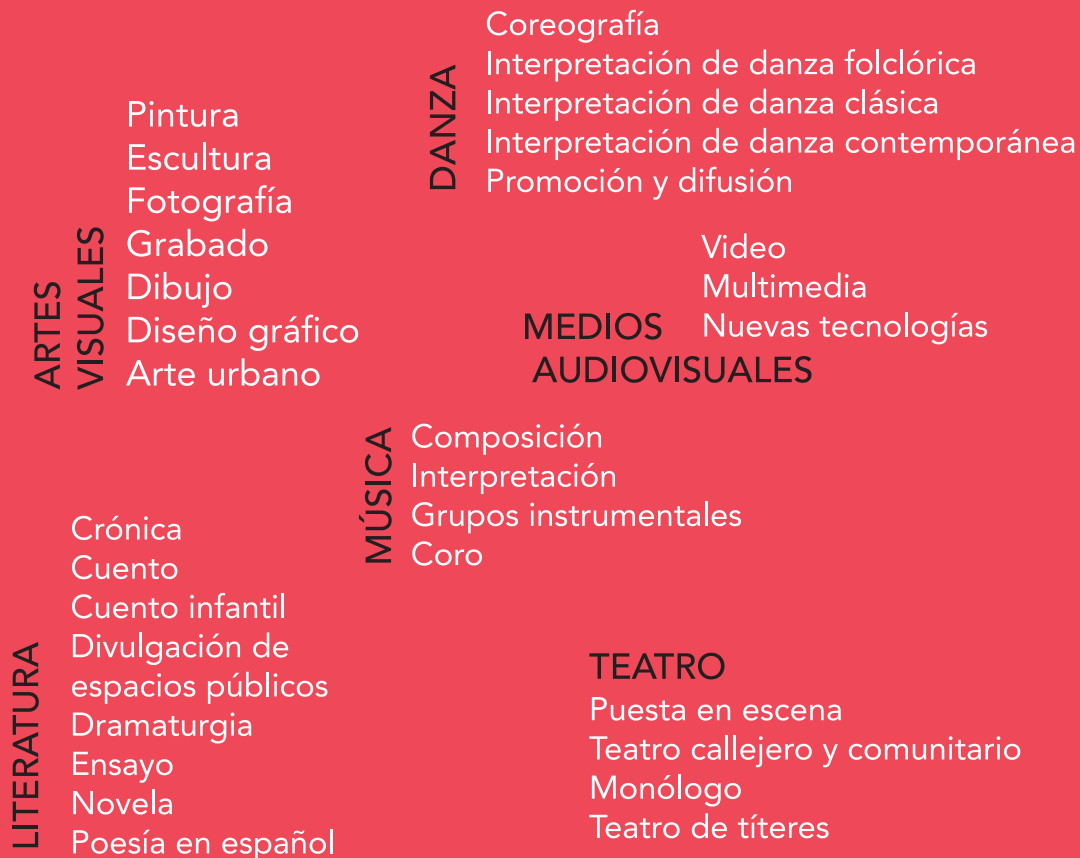 DANZA
Coreografía
Interpretación de danza folclórica
Interpretación de danza clásica
Interpretación de danza contemporánea
Promoción y difusión
ARTES
VISUALES
Pintura
Escultura
Fotografía
Grabado
Dibujo
Diseño gráfico
Arte urbano
MEDIOS
AUDIOVISUALES
Video
Multimedia
Nuevas tecnologías
MÚSICA
Composición
Interpretación
Grupos instrumentales
Coro
LITERATURA
Crónica
Cuento
Cuento infantil
Divulgación de
espacios públicos
Dramaturgia
Ensayo
Novela
Poesía en español
TEATRO
Puesta en escena
Teatro callejero y comunitario
Monólogo
Teatro de títeres